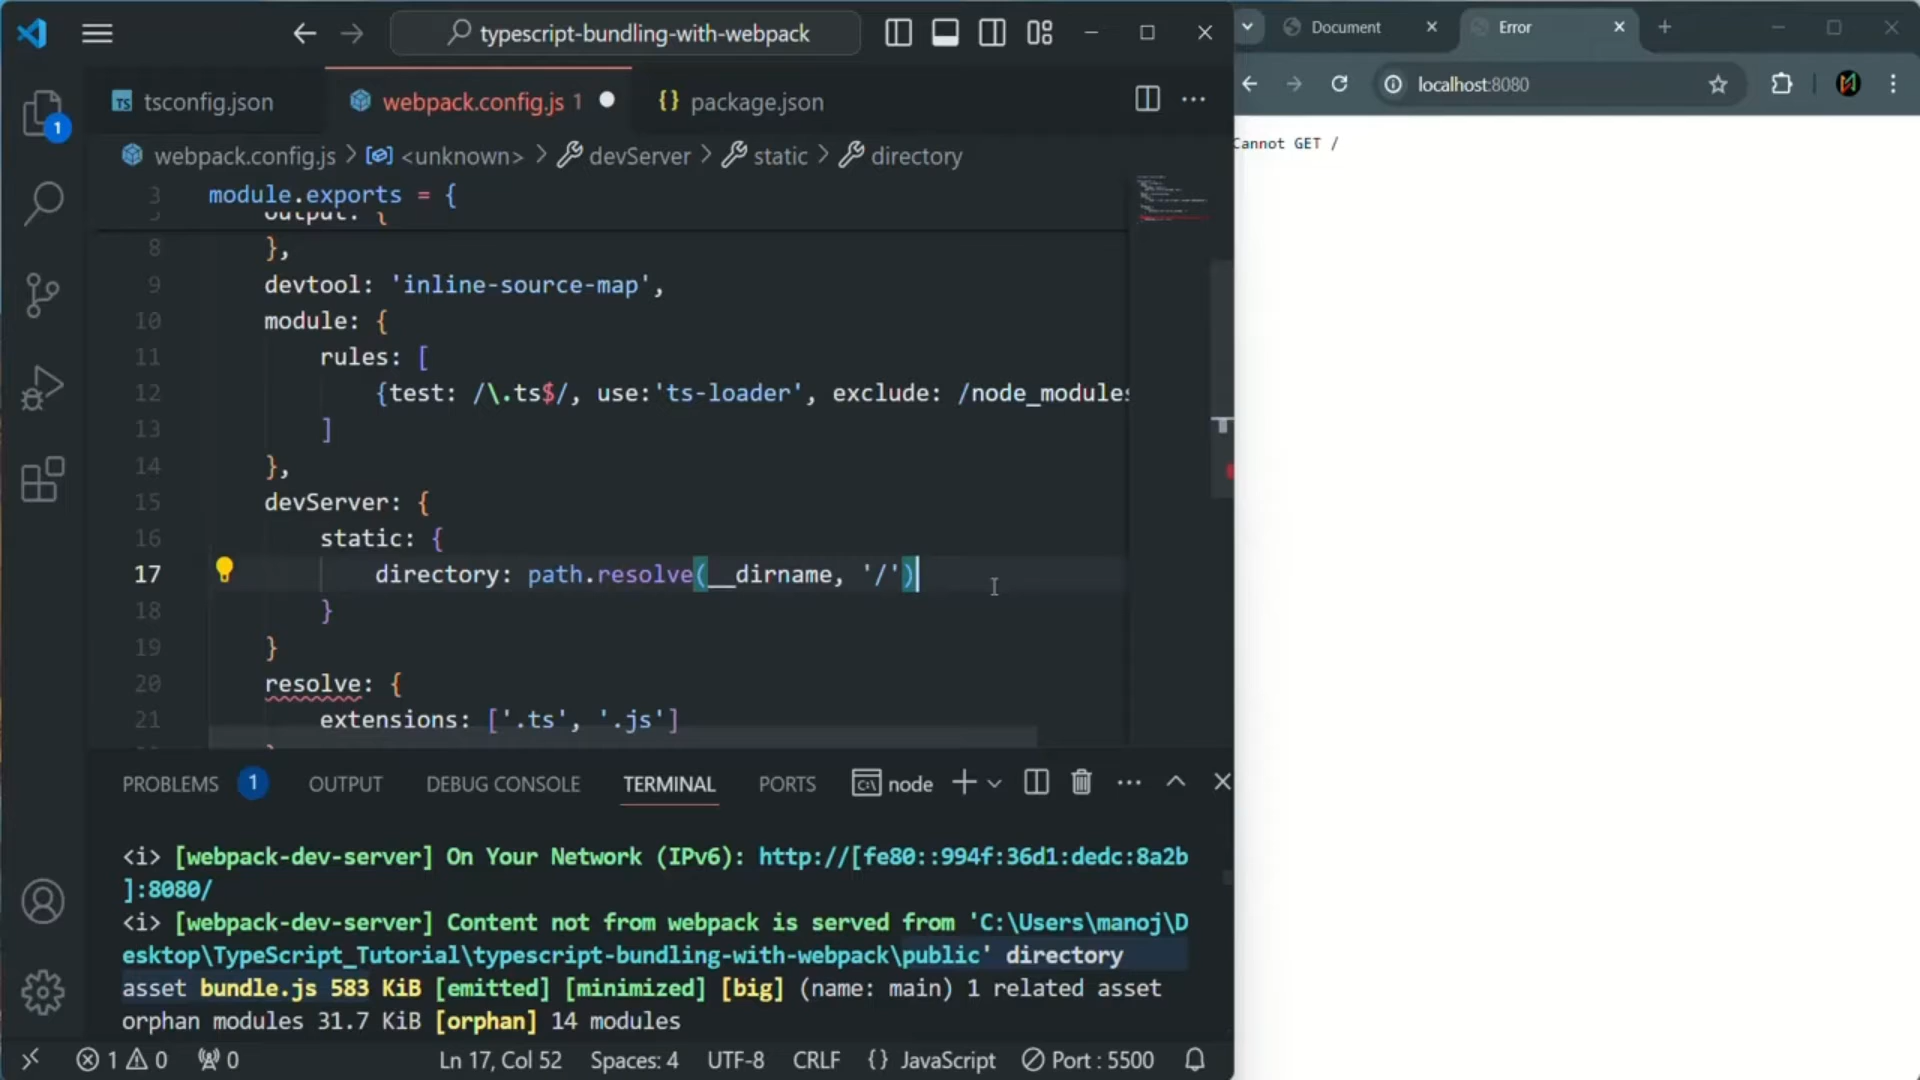 typescript-bundling-with-webpack
Document
Error
localhost:8080
TS tsconfig.json
webpack.config.js 1
{} package.json
1
webpack.config.js > <unknown> > devServer > static > directory
Cannot GET /
3 module.exports = {
5 output: {
8 },
9 devtool: 'inline-source-map',
10 module: {
11 rules: [
12 {test: /\.ts$/, use:'ts-loader', exclude: /node_modules
13 ]
14 },
15 devServer: {
16 static: {
17 directory: path.resolve(__dirname, '/')
18 }
19 }
20 resolve: {
21 extensions: ['.ts', '.js']
PROBLEMS 1 OUTPUT DEBUG CONSOLE TERMINAL PORTS node
<i> [webpack-dev-server] On Your Network (IPv6): http://[fe80::994f:36d1:dedc:8a2b
]:8080/
<i> [webpack-dev-server] Content not from webpack is served from 'C:\Users\manoj\D
esktop\TypeScript_Tutorial\typescript-bundling-with-webpack\public' directory
asset bundle.js 583 KiB [emitted] [minimized] [big] (name: main) 1 related asset
orphan modules 31.7 KiB [orphan] 14 modules
1 0 0 Ln 17, Col 52 Spaces: 4 UTF-8 CRLF {} JavaScript Port : 5500